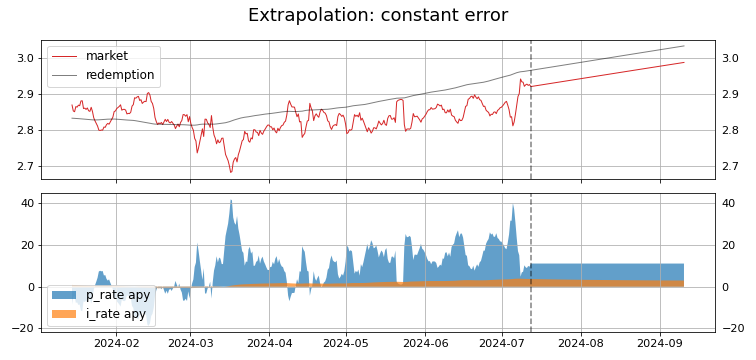 Extrapolation: constant error
market
redemption
3.0 3.0
2.9 2.9
2.8 2.8
2.7 2.7
40 40
20 20
0 0
p_rate apy
i_rate apy
−20 −20
2024-02 2024-03 2024-04 2024-05 2024-06 2024-07 2024-08 2024-09